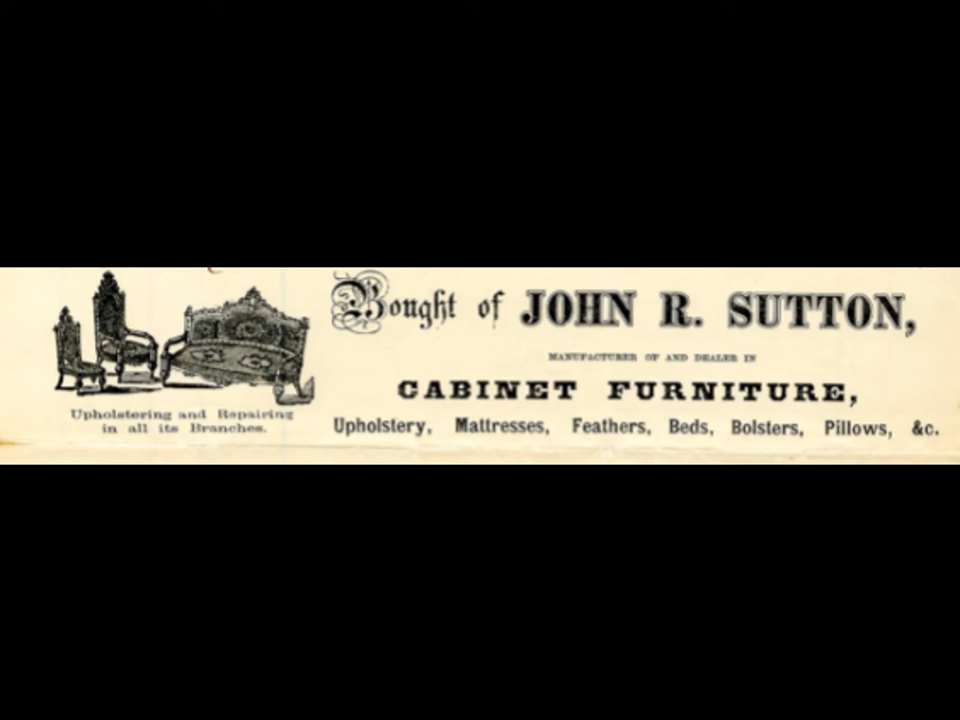 Bought of JOHN R. SUTTON,
MANUFACTURER OF AND DEALER IN
CABINET FURNITURE,
Upholstery, Mattresses, Feathers, Beds, Bolsters, Pillows, &c.
Upholstering and Repairing
in all its Branches.